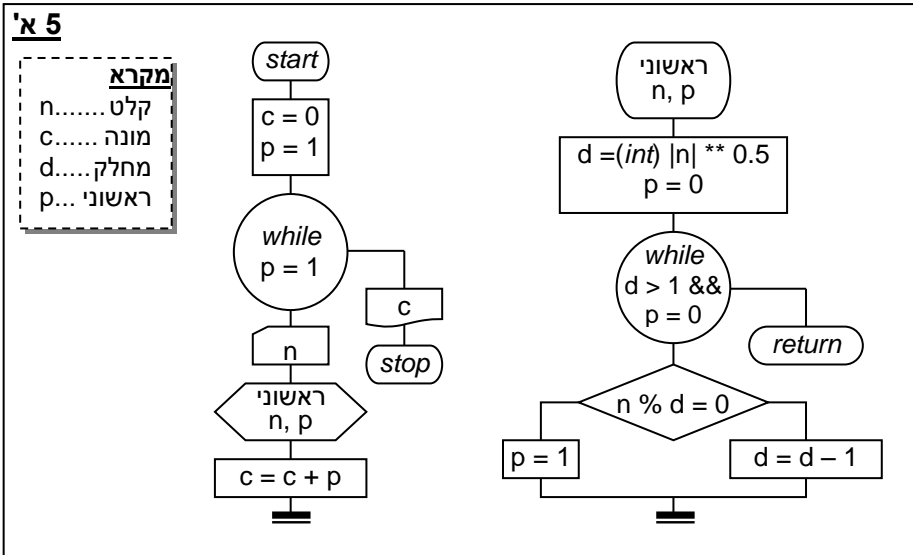 5 א'
מקרא
קלט.......n
מונה ......c
מחלק.....d
ראשוני ...p
start
c = 0
p = 1
while
p = 1
c
stop
n
ראשוני
n, p
c = c + p
ראשוני
n, p
d =(int) |n| ** 0.5
p = 0
while
d > 1 &&
p = 0
return
n % d = 0
p = 1
d = d – 1